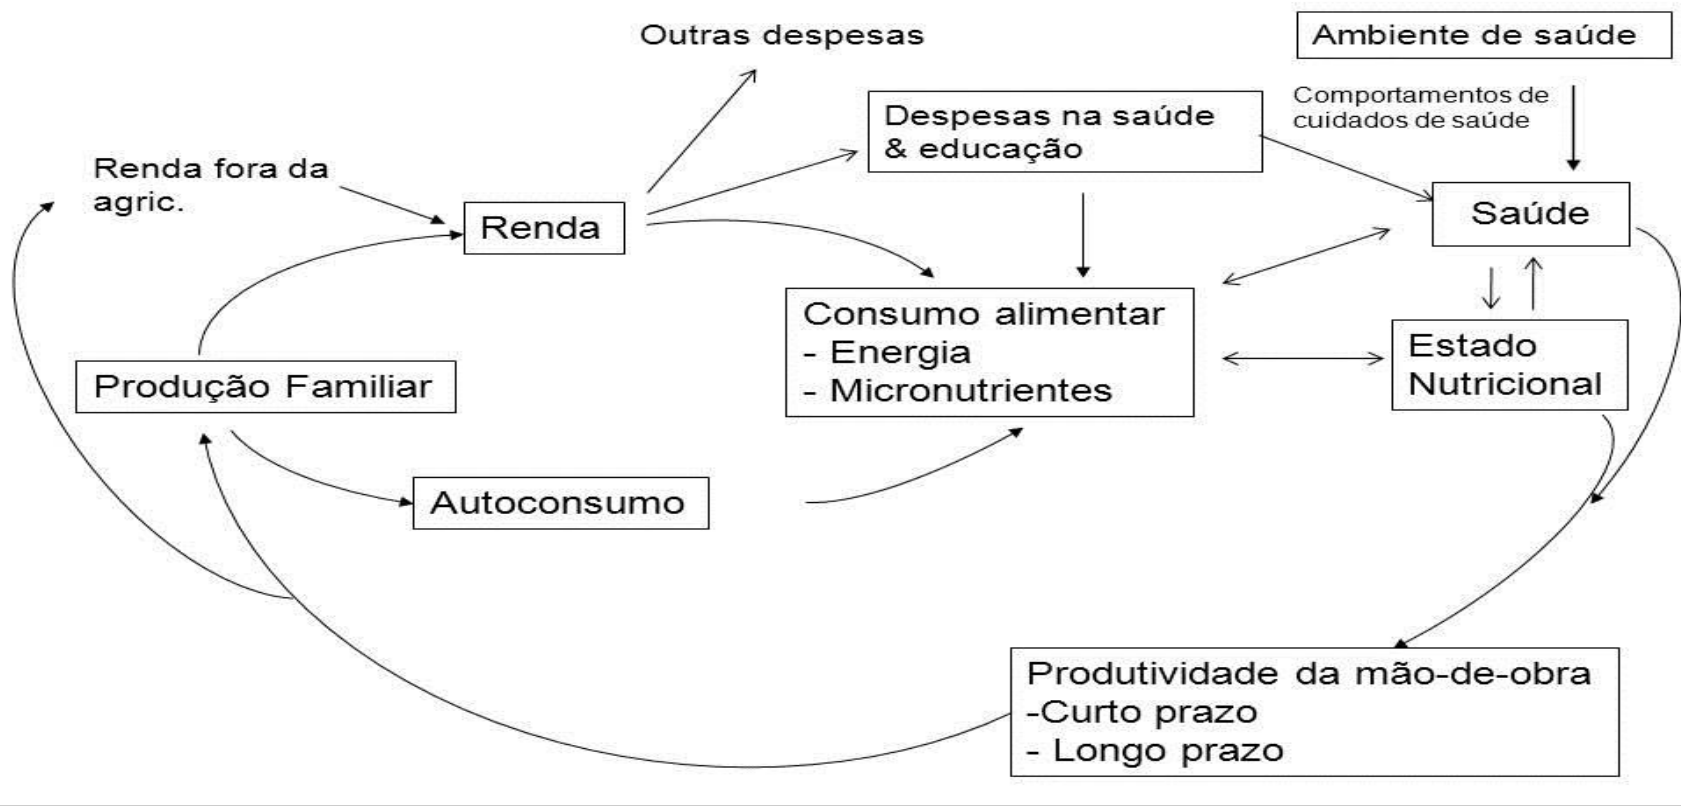 Outras despesas
Ambiente de saúde
Comportamentos de
cuidados de saúde
Despesas na saúde
& educação
Renda fora da
agric.
Renda
Saúde
Consumo alimentar
- Energia
- Micronutrientes
Estado
Nutricional
Produção Familiar
Autoconsumo
Produtividade da mão-de-obra
-Curto prazo
- Longo prazo